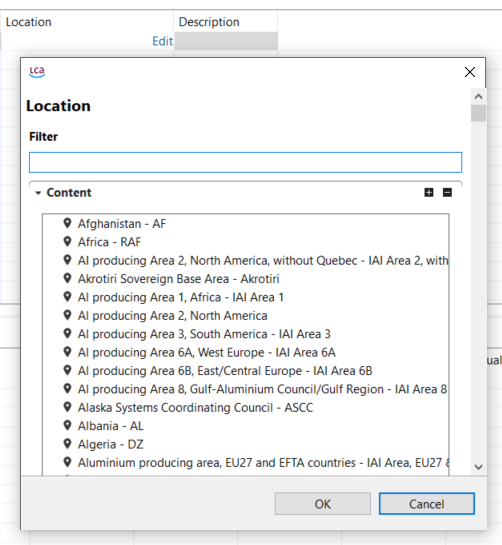 Location Description
Edit
LCa
Location
Filter
Content
Afghanistan - AF
Africa - RAF
Al producing Area 2, North America, without Quebec - IAI Area 2, with
Akrotiri Sovereign Base Area - Akrotiri
Al producing Area 1, Africa - IAI Area 1
Al producing Area 2, North America
Al producing Area 3, South America - IAI Area 3
Al producing Area 6A, West Europe - IAI Area 6A
Al producing Area 6B, East/Central Europe - IAI Area 6B
ual
Al producing Area 8, Gulf-Aluminium Council/Gulf Region - IAI Area 8
Alaska Systems Coordinating Council - ASCC
Albania - AL
Algeria - DZ
Aluminium producing area, EU27 and EFTA countries - IAI Area, EU27 &
OK Cancel